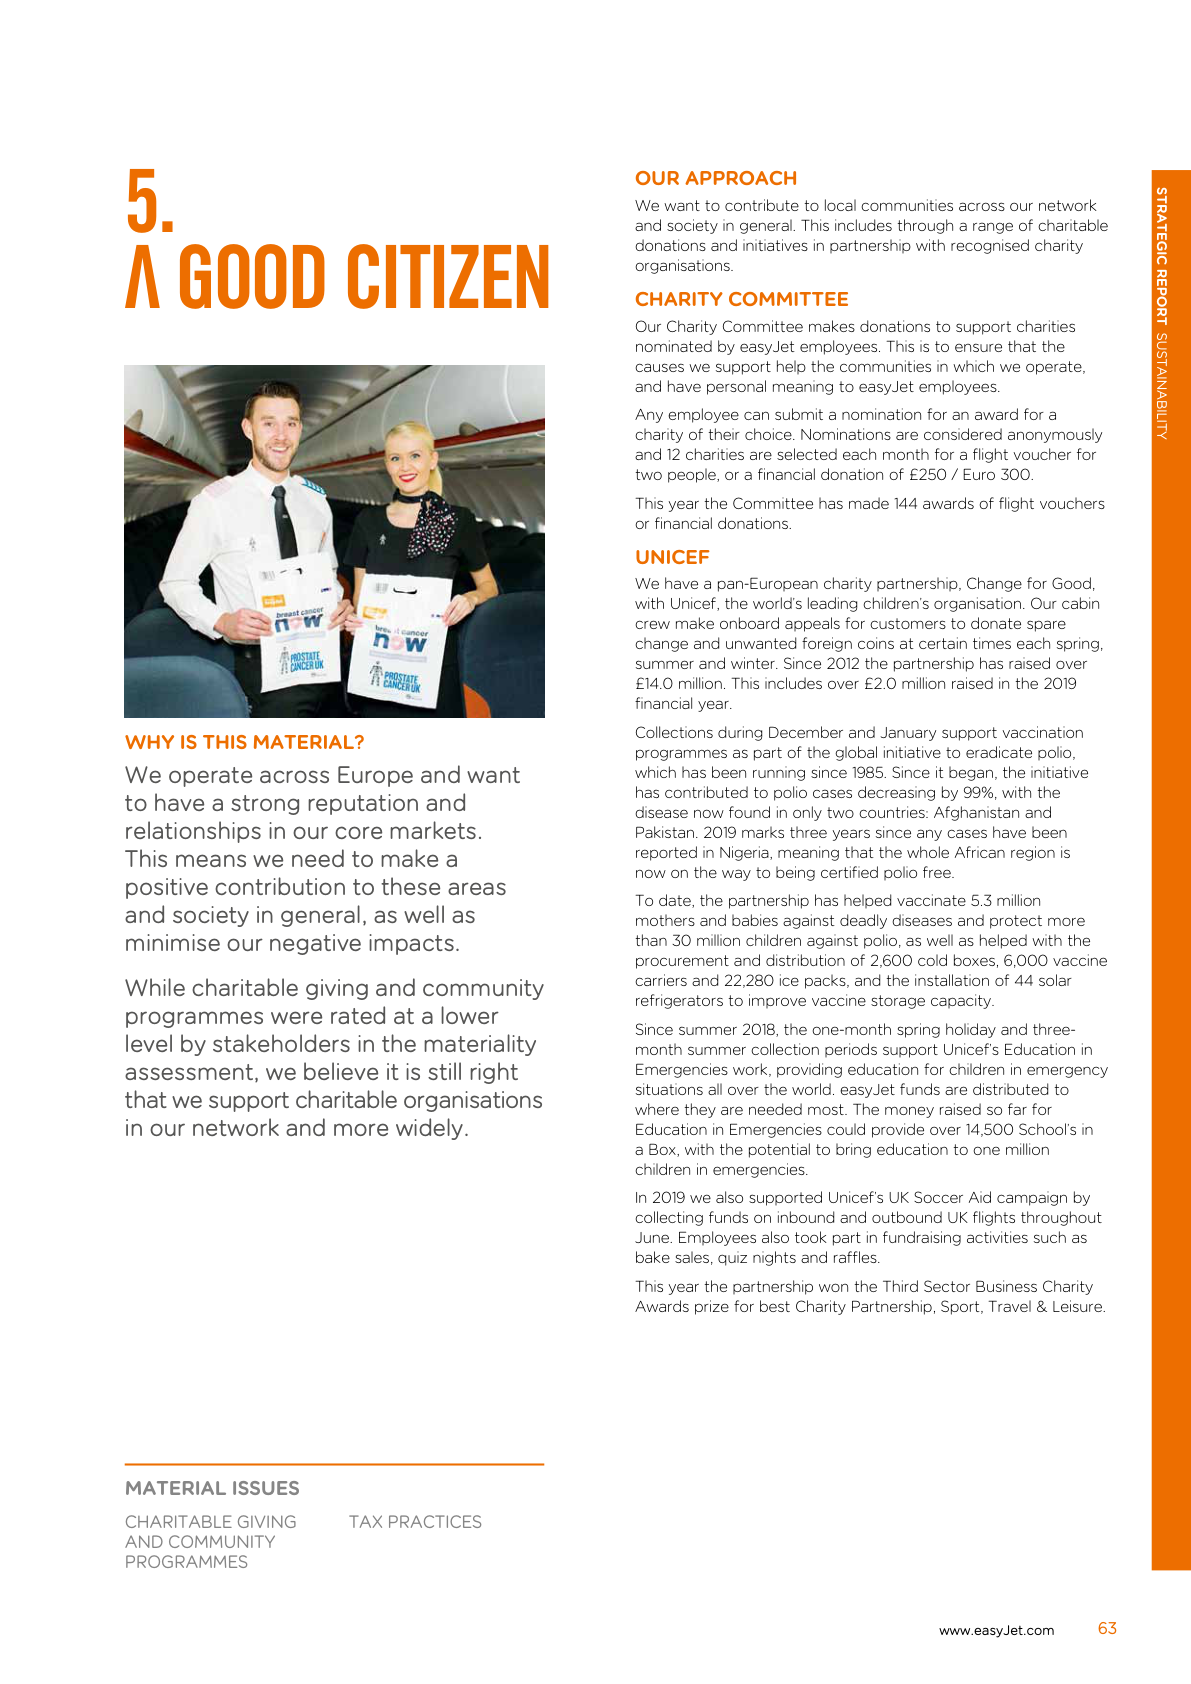 5.
A GOOD CITIZEN
breast cancer
now
PROSTATE
CANCER UK
breast cancer
now
PROSTATE
CANCER UK
WHY IS THIS MATERIAL?
We operate across Europe and want
to have a strong reputation and
relationships in our core markets.
This means we need to make a
positive contribution to these areas
and society in general, as well as
minimise our negative impacts.
While charitable giving and community
programmes were rated at a lower
level by stakeholders in the materiality
assessment, we believe it is still right
that we support charitable organisations
in our network and more widely.
MATERIAL ISSUES
CHARITABLE GIVING
AND COMMUNITY
PROGRAMMES
TAX PRACTICES
OUR APPROACH
We want to contribute to local communities across our network
and society in general. This includes through a range of charitable
donations and initiatives in partnership with recognised charity
organisations.
CHARITY COMMITTEE
Our Charity Committee makes donations to support charities
nominated by easyJet employees. This is to ensure that the
causes we support help the communities in which we operate,
and have personal meaning to easyJet employees.
Any employee can submit a nomination for an award for a
charity of their choice. Nominations are considered anonymously
and 12 charities are selected each month for a flight voucher for
two people, or a financial donation of £250 / Euro 300.
This year the Committee has made 144 awards of flight vouchers
or financial donations.
UNICEF
We have a pan-European charity partnership, Change for Good,
with Unicef, the world's leading children's organisation. Our cabin
crew make onboard appeals for customers to donate spare
change and unwanted foreign coins at certain times each spring,
summer and winter. Since 2012 the partnership has raised over
£14.0 million. This includes over £2.0 million raised in the 2019
financial year.
Collections during December and January support vaccination
programmes as part of the global initiative to eradicate polio,
which has been running since 1985. Since it began, the initiative
has contributed to polio cases decreasing by 99%, with the
disease now found in only two countries: Afghanistan and
Pakistan. 2019 marks three years since any cases have been
reported in Nigeria, meaning that the whole African region is
now on the way to being certified polio free.
To date, the partnership has helped vaccinate 5.3 million
mothers and babies against deadly diseases and protect more
than 30 million children against polio, as well as helped with the
procurement and distribution of 2,600 cold boxes, 6,000 vaccine
carriers and 22,280 ice packs, and the installation of 44 solar
refrigerators to improve vaccine storage capacity.
Since summer 2018, the one-month spring holiday and three-
month summer collection periods support Unicef's Education in
Emergencies work, providing education for children in emergency
situations all over the world. easyJet funds are distributed to
where they are needed most. The money raised so far for
Education in Emergencies could provide over 14,500 School's in
a Box, with the potential to bring education to one million
children in emergencies.
In 2019 we also supported Unicef's UK Soccer Aid campaign by
collecting funds on inbound and outbound UK flights throughout
June. Employees also took part in fundraising activities such as
bake sales, quiz nights and raffles.
This year the partnership won the Third Sector Business Charity
Awards prize for best Charity Partnership, Sport, Travel & Leisure.
STRATEGIC REPORT SUSTAINABILITY
www.easyJet.com 63